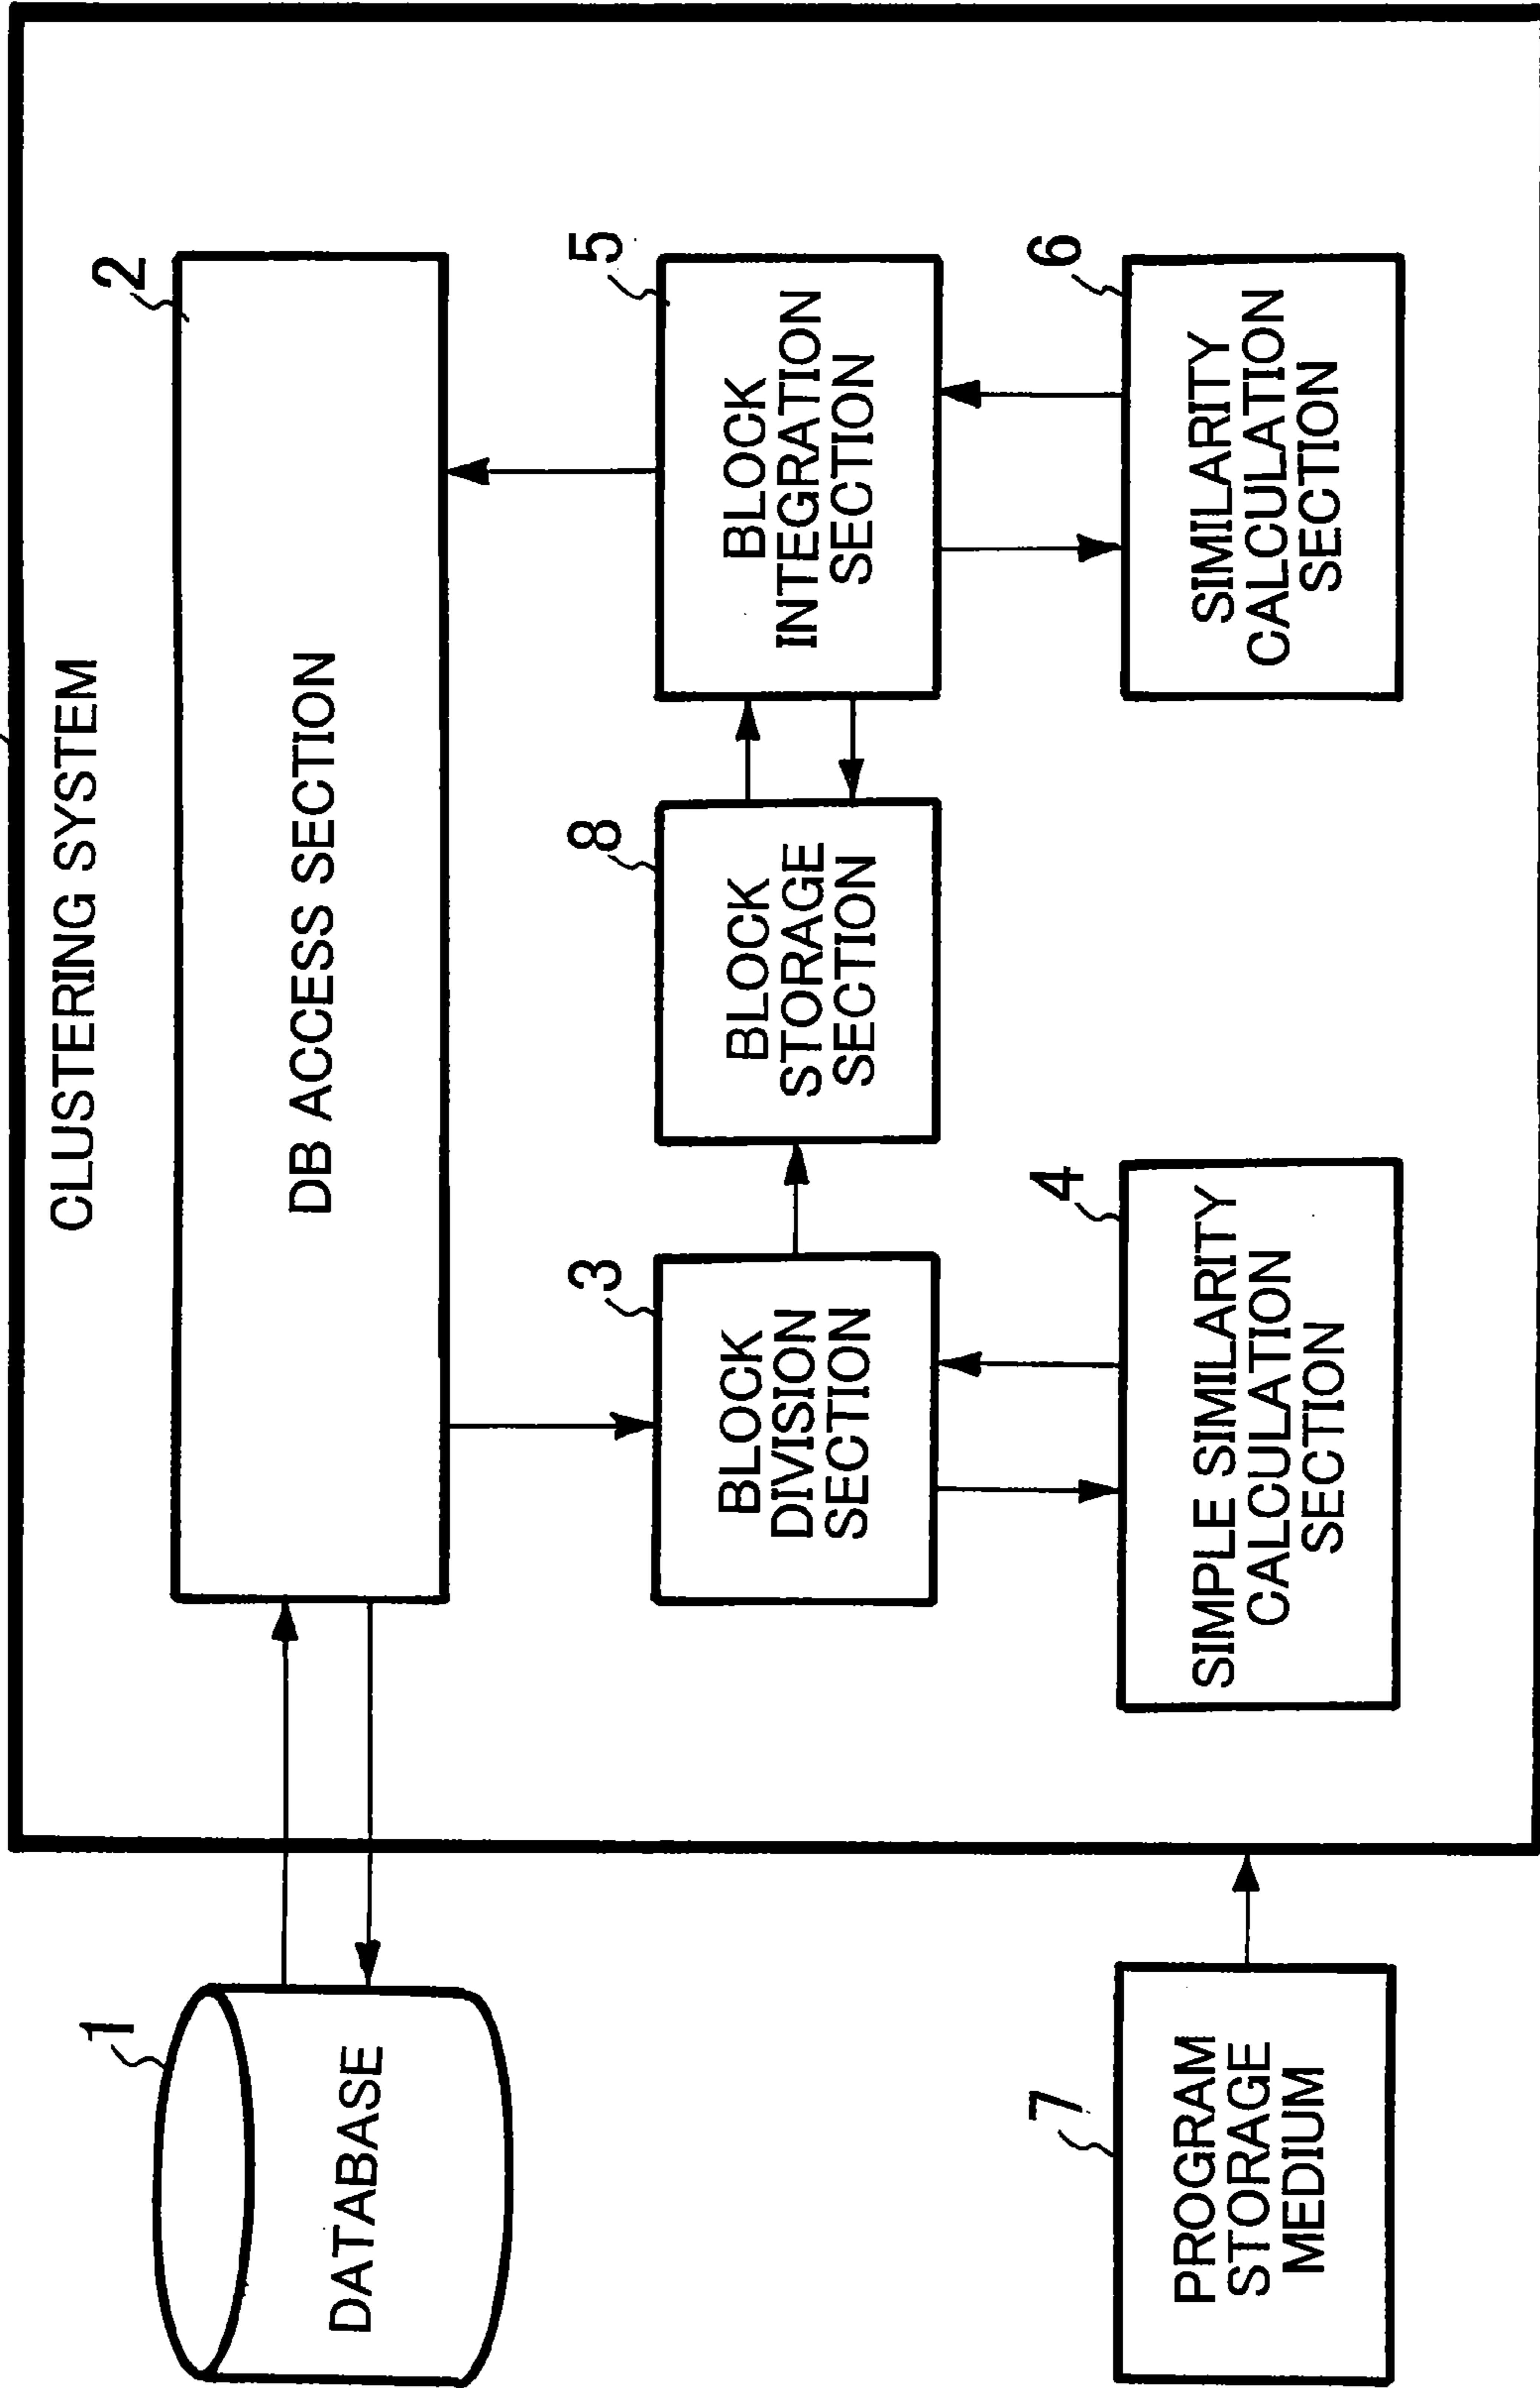 CLUSTERING SYSTEM
1
DATABASE
2
DB ACCESS SECTION
3
BLOCK
DIVISION
SECTION
8
BLOCK
STORAGE
SECTION
5
BLOCK
INTEGRATION
SECTION
7
PROGRAM
STORAGE
MEDIUM
4
SIMPLE SIMILARITY
CALCULATION
SECTION
6
SIMILARITY
CALCULATION
SECTION